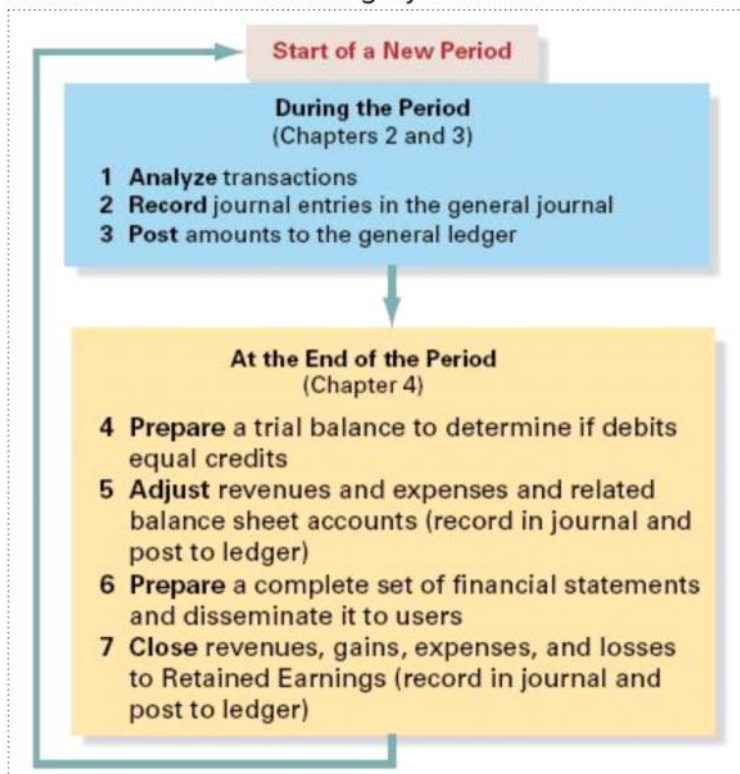 Start of a New Period
During the Period
(Chapters 2 and 3)
1 Analyze transactions
2 Record journal entries in the general journal
3 Post amounts to the general ledger
At the End of the Period
(Chapter 4)
4 Prepare a trial balance to determine if debits
equal credits
5 Adjust revenues and expenses and related
balance sheet accounts (record in journal and
post to ledger)
6 Prepare a complete set of financial statements
and disseminate it to users
7 Close revenues, gains, expenses, and losses
to Retained Earnings (record in journal and
post to ledger)